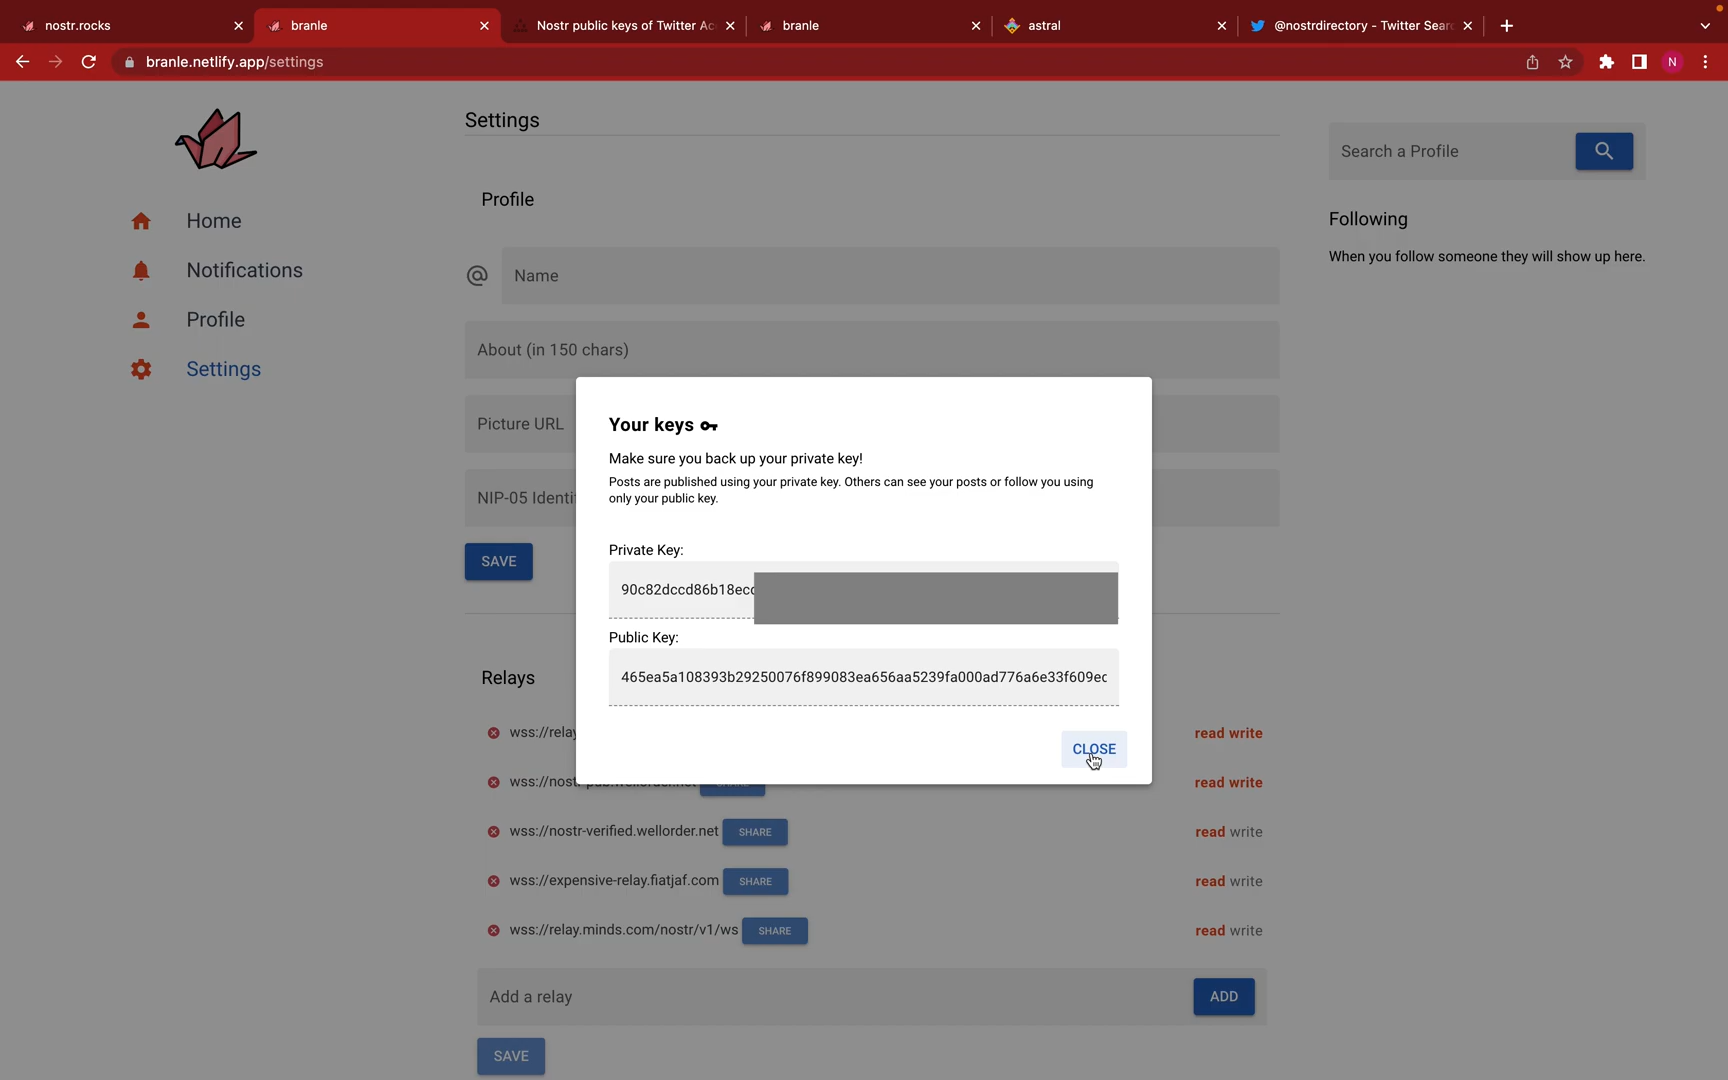 nostr.rocks
branle
Nostr public keys of Twitter Ac
branle
astral
@nostrdirectory - Twitter Sear
branle.netlify.app/settings
N
Settings
Search a Profile
Profile
Home
Following
Notifications
When you follow someone they will show up here.
@ Name
Profile
About (in 150 chars)
Settings
Picture URL
Your keys
Make sure you back up your private key!
Posts are published using your private key. Others can see your posts or follow you using
only your public key.
NIP-05 Identi
SAVE
Private Key:
90c82dccd86b18ecc
Public Key:
465ea5a108393b29250076f899083ea656aa5239fa000ad776a6e33f609ec
Relays
wss://relay
read write
CLOSE
wss://nostr-pub.wellorder.net SHARE
read write
wss://nostr-verified.wellorder.net SHARE
read write
wss://expensive-relay.fiatjaf.com SHARE
read write
wss://relay.minds.com/nostr/v1/ws SHARE
read write
Add a relay
ADD
SAVE